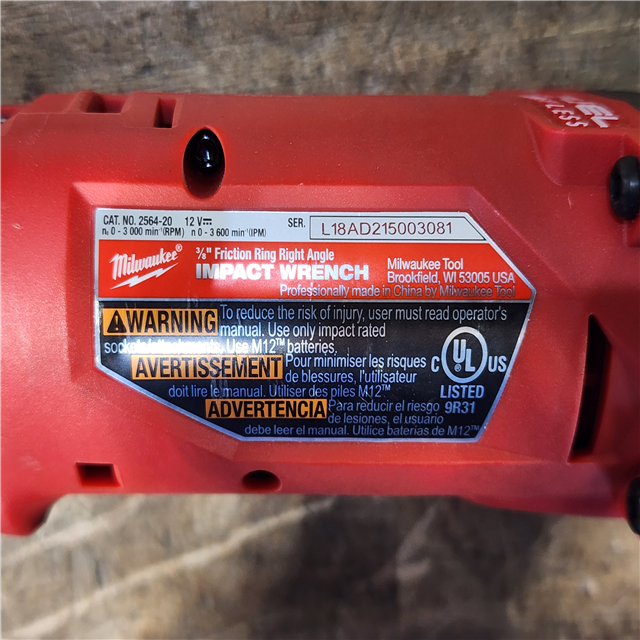 CAT. NO. 2564-20 12 V⎓ SER. L18AD215003081
n₀ 0 - 3 000 min⁻¹(RPM) n 0 - 3 600 min⁻¹(IPM)
Milwaukee®
3/8" Friction Ring Right Angle
IMPACT WRENCH
Milwaukee Tool
Brookfield, WI 53005 USA
Professionally made in China by Milwaukee Tool
WARNING To reduce the risk of injury, user must read operator's
manual. Use only impact rated
sockets/attachments. Use M12™ batteries.
AVERTISSEMENT Pour minimiser les risques
de blessures, l'utilisateur
doit lire le manuel. Utiliser des piles M12™
ADVERTENCIA Para reducir el riesgo
de lesiones, el usuario
debe leer el manual. Utilice baterías de M12™
C UL US
LISTED
9R31